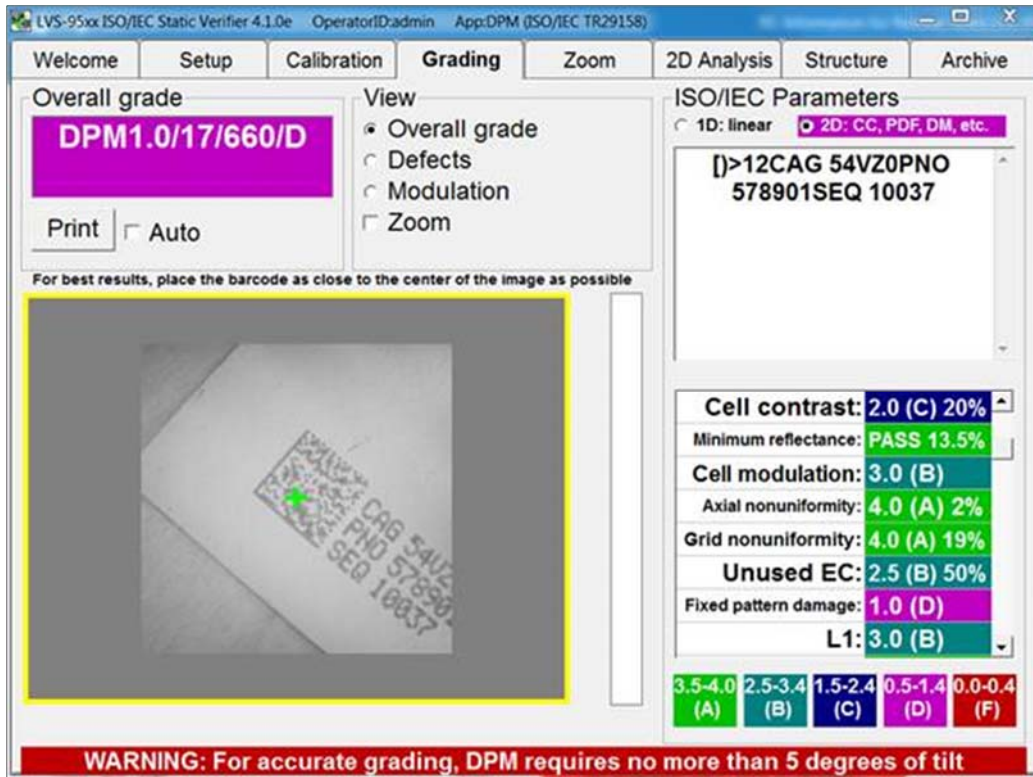 LVS-95xx ISO/IEC Static Verifier 4.1.0e OperatorID:admin App:DPM (ISO/IEC TR29158)
Welcome Setup Calibration Grading Zoom 2D Analysis Structure Archive
Overall grade
DPM1.0/17/660/D
Print
Auto
View
Overall grade
Defects
Modulation
Zoom
For best results, place the barcode as close to the center of the image as possible
CAG 54VZ
PNO 57890
SEQ 10037
ISO/IEC Parameters
1D: linear 2D: CC, PDF, DM, etc.
[)>12CAG 54VZ0PNO
578901SEQ 10037
Cell contrast: 2.0 (C) 20%
Minimum reflectance: PASS 13.5%
Cell modulation: 3.0 (B)
Axial nonuniformity: 4.0 (A) 2%
Grid nonuniformity: 4.0 (A) 19%
Unused EC: 2.5 (B) 50%
Fixed pattern damage: 1.0 (D)
L1: 3.0 (B)
3.5-4.0 2.5-3.4 1.5-2.4 0.5-1.4 0.0-0.4
(A) (B) (C) (D) (F)
WARNING: For accurate grading, DPM requires no more than 5 degrees of tilt